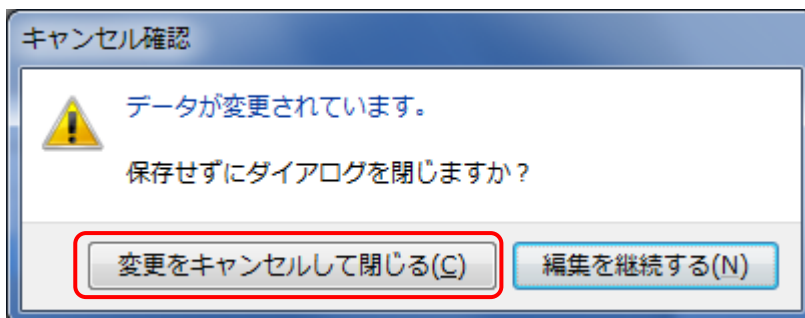 キャンセル確認
データが変更されています。
保存せずにダイアログを閉じますか？
変更をキャンセルして閉じる(C) 編集を継続する(N)